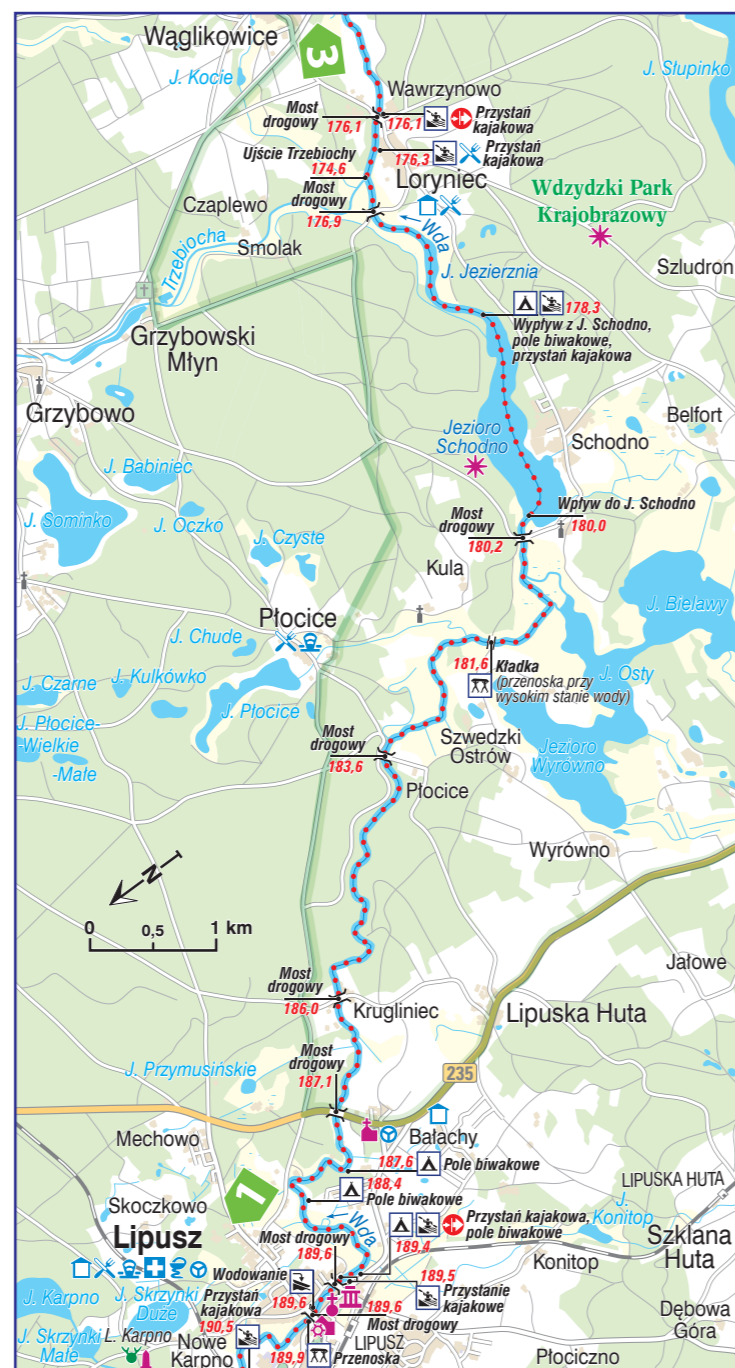 Wąglikowice
J. Kocie
3
J. Słupinko
Wawrzynowo
Most
drogowy
176,1
176,1
Przystań
kajakowa
Ujście Trzebiochy
174,6
176,3
Przystań
kajakowa
Loryniec
Most
drogowy
176,9
Czaplewo
Wdzydzki Park
Krajobrazowy
Wda
Trzebiocha
Smolak
J. Jezierznia
Szludron
178,3
Wypływ z J. Schodno,
pole biwakowe,
przystań kajakowa
Grzybowski
Młyn
Grzybowo
Belfort
Jezioro
Schodno
Schodno
J. Babiniec
J. Sominko
J. Oczko
Most
drogowy
180,2
Wpływ do J. Schodno
180,0
J. Czyste
Kula
J. Bielawy
Płocice
J. Chude
181,6
Kładka
(przenoska przy
wysokim stanie wody)
J. Osty
J. Kulkówko
J. Czarne
J. Płocice
J. Płocice-
-Wielkie
-Małe
Most
drogowy
183,6
Szwedzki
Ostrów
Jezioro
Wyrówno
Płocice
Wyrówno
N
0
0,5
1 km
Jałowe
Most
drogowy
186,0
Krugliniec
Lipuska Huta
Most
drogowy
187,1
J. Przymusińskie
235
Mechowo
Bałachy
187,6
Pole biwakowe
188,4
Pole biwakowe
1
LIPUSKA HUTA
Skoczkowo
Wda
J.
Konitop
Lipusz
Most drogowy
189,6
189,4
Przystań kajakowa,
pole biwakowe
Szklana
Huta
Konitop
Wodowanie
189,6
189,5
Przystanie
kajakowe
J. Karpno
J. Skrzynki
Duże
Przystań
kajakowa
190,5
189,6
Most drogowy
Dębowa
Góra
J. Skrzynki
Małe
L. Karpno
Nowe
Karpno
LIPUSZ
189,9
Przenoska
Płociczno